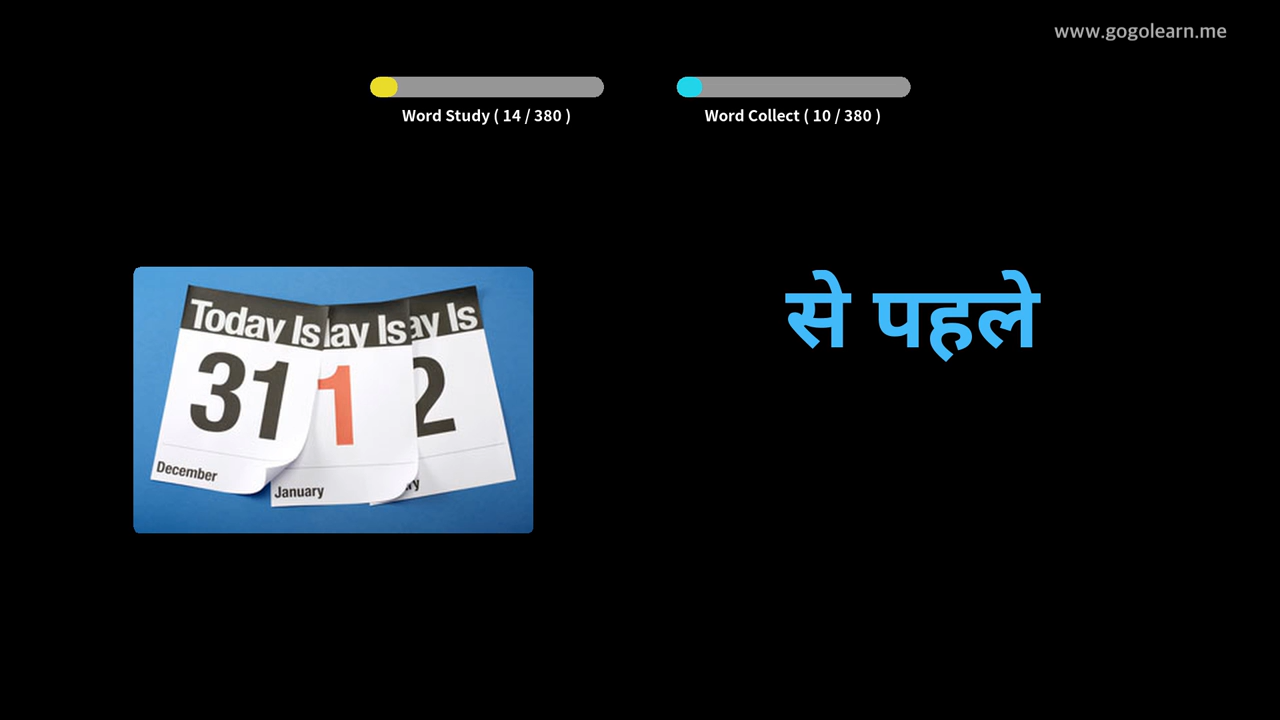 www.gogolearn.me
Word Study ( 14 / 380 )
Word Collect ( 10 / 380 )
से पहले
Today Is
ay Is
ay Is
31
1
2
December
January
ry